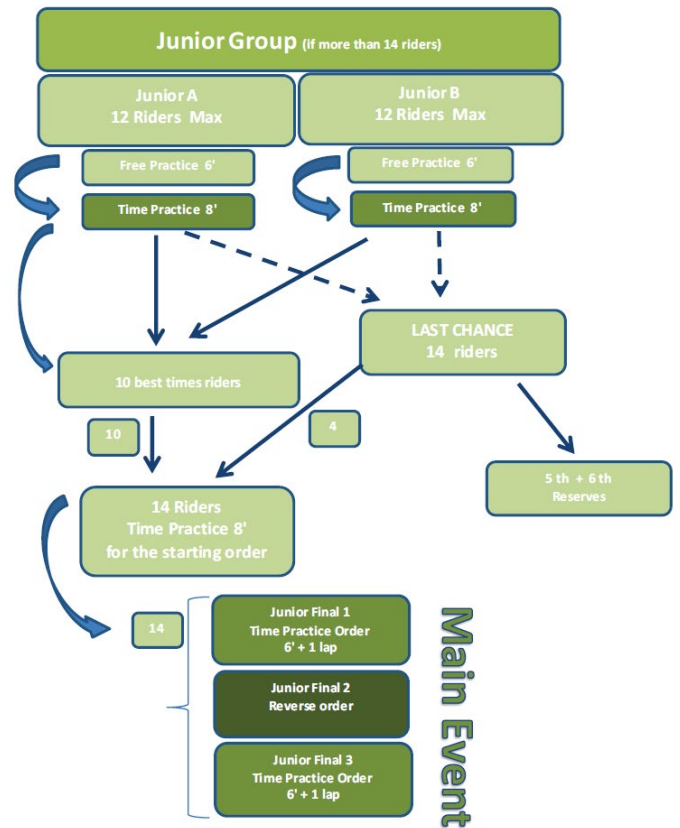 Junior Group (if more than 14 riders)
Junior A
12 Riders Max
Junior B
12 Riders Max
Free Practice 6'
Free Practice 6'
Time Practice 8'
Time Practice 8'
LAST CHANCE
14 riders
10 best times riders
10
4
5 th + 6 th
Reserves
14 Riders
Time Practice 8'
for the starting order
14
Junior Final 1
Time Practice Order
6' + 1 lap
Junior Final 2
Reverse order
Junior Final 3
Time Practice Order
6' + 1 lap
Main Event